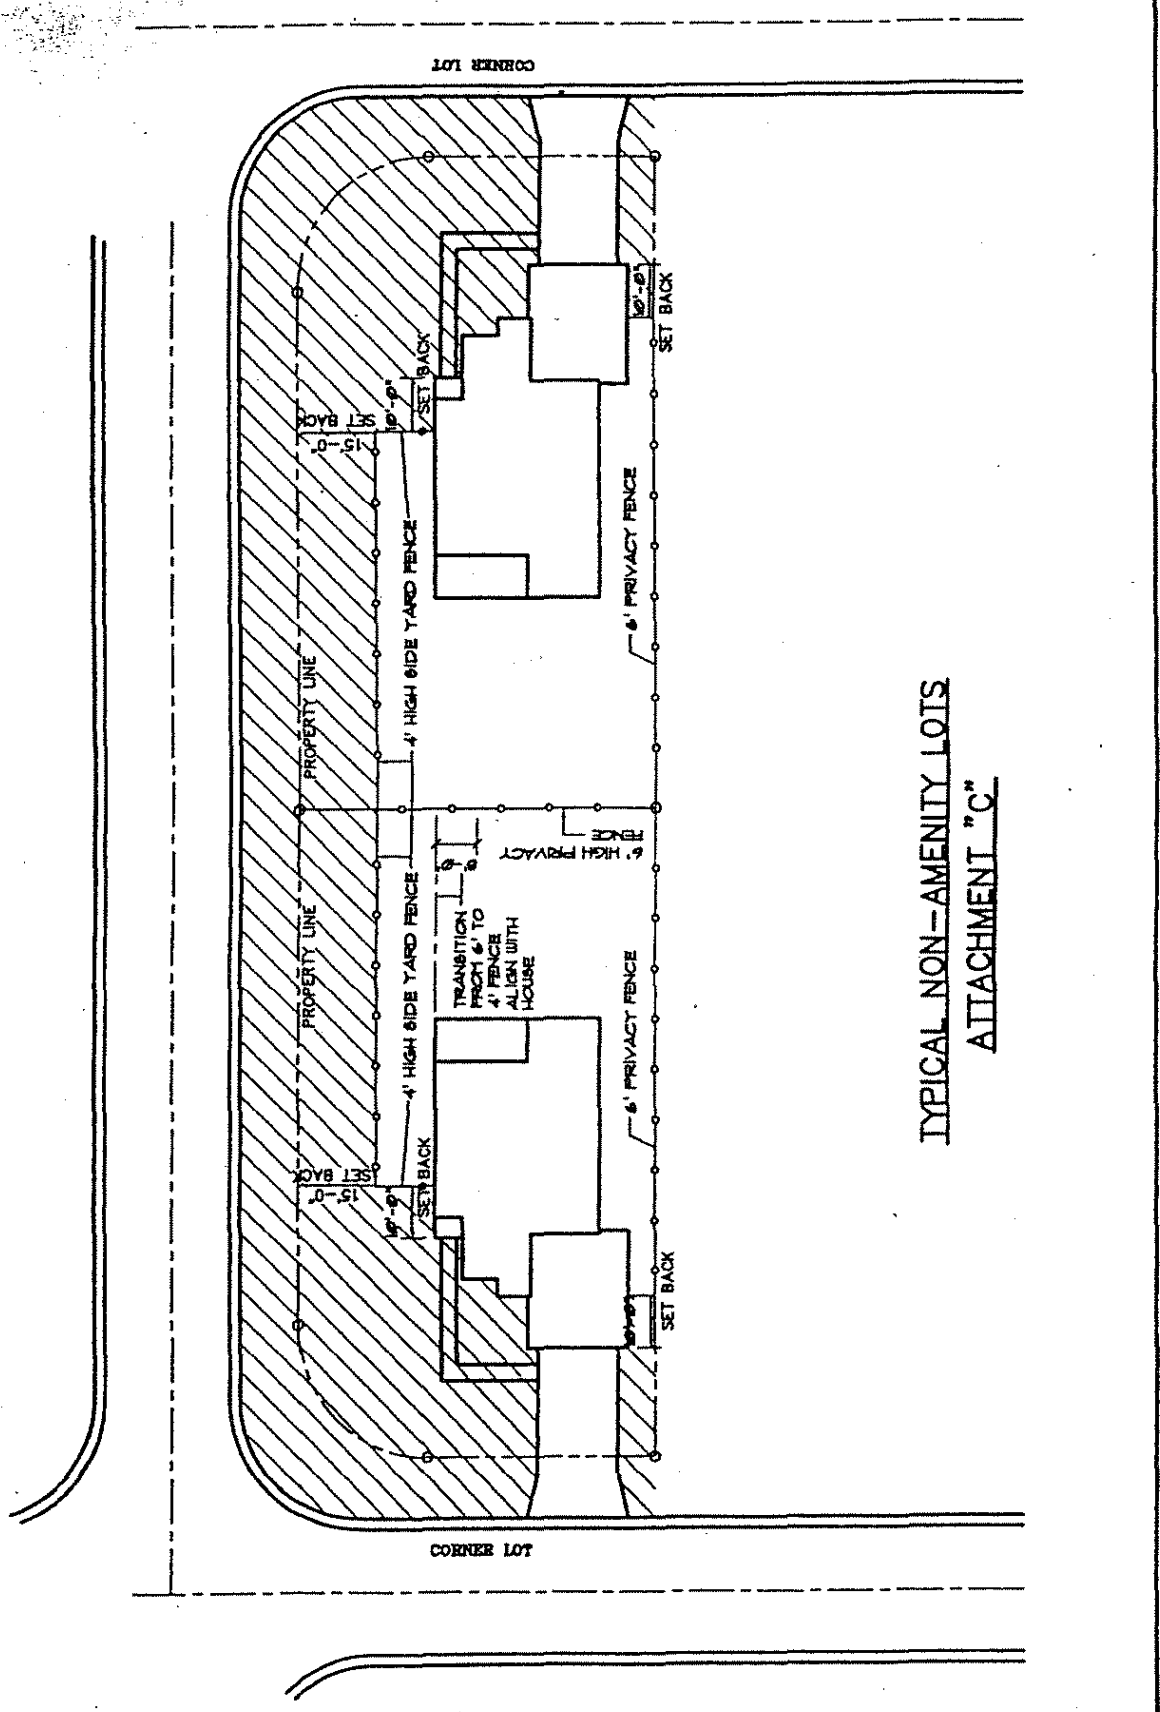 CORNER LOT
SET BACK
15'-0"
10'-0"
SET BACK
10'-0"
SET BACK
4' HIGH SIDE YARD FENCE
6' PRIVACY FENCE
PROPERTY LINE
6' HIGH PRIVACY
FENCE
PROPERTY LINE
4' HIGH SIDE YARD FENCE
TRANSITION
FROM 6' TO
4' FENCE
ALIGN WITH
HOUSE
6' PRIVACY FENCE
SET BACK
15'-0"
10'-0"
SET BACK
10'-0"
SET BACK
CORNER LOT
TYPICAL NON-AMENITY LOTS
ATTACHMENT "C"